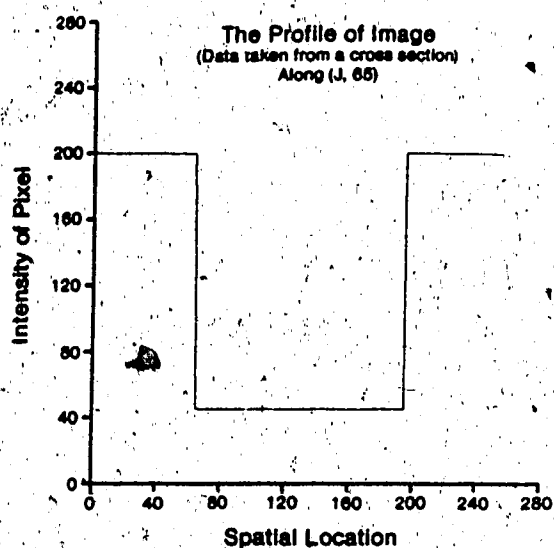 The Profile of Image
(Data taken from a cross section)
Along (J, 65)
Intensity of Pixel
280
240
200
160
120
80
40
0
0 40 80 120 160 200 240 280
Spatial Location